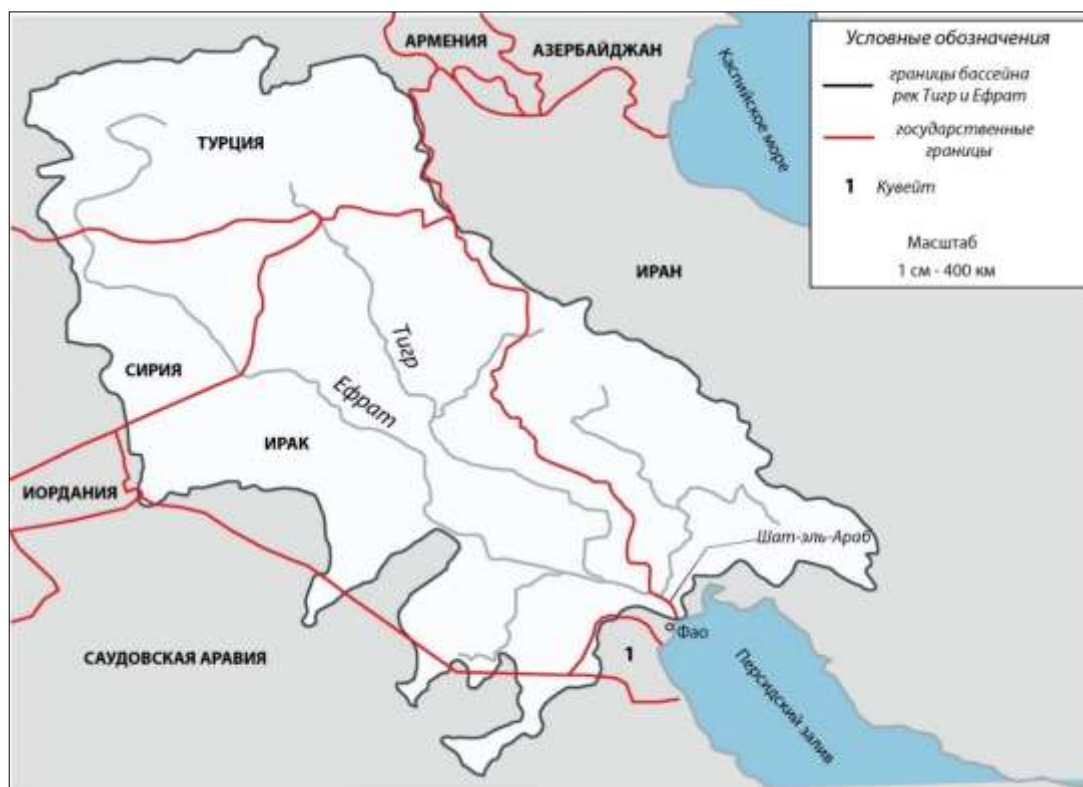 АРМЕНИЯ
АЗЕРБАЙДЖАН
Каспийское море
Условные обозначения
границы бассейна
рек Тигр и Ефрат
государственные
границы
1 Кувейт
Масштаб
1 см - 400 км
ТУРЦИЯ
ИРАН
Тигр
СИРИЯ
Ефрат
ИРАК
ИОРДАНИЯ
Шат-эль-Араб
Фао
САУДОВСКАЯ АРАВИЯ
1
Персидский залив